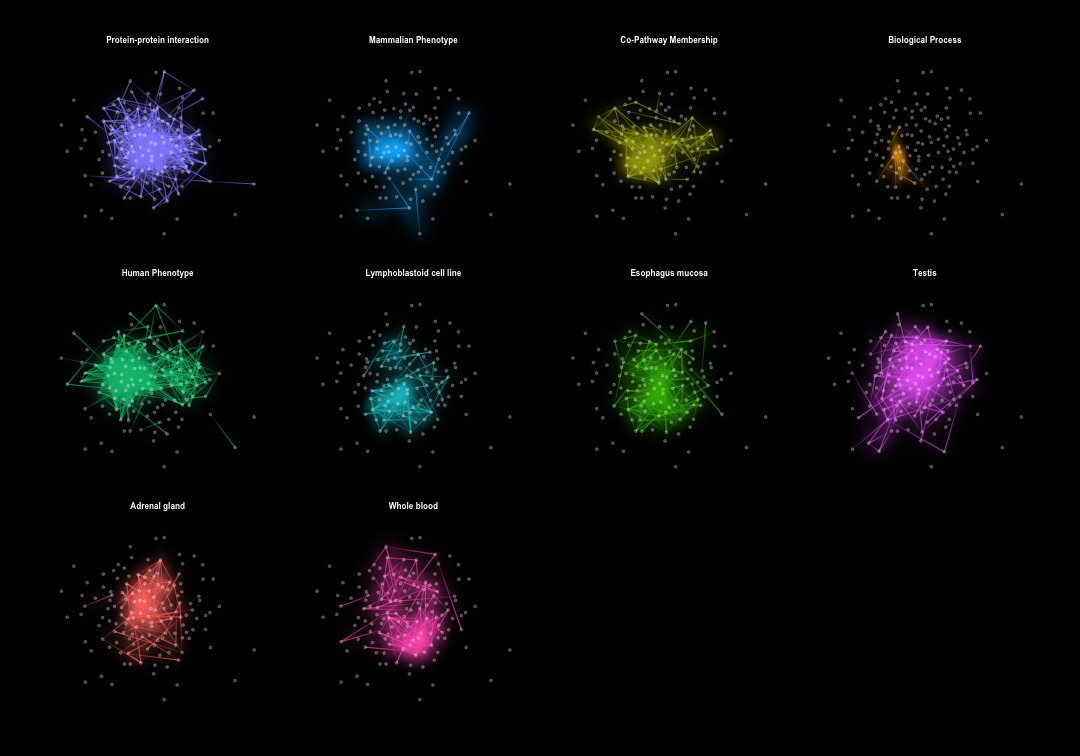 Protein-protein interaction
Mammalian Phenotype
Co-Pathway Membership
Biological Process
Human Phenotype
Lymphoblastoid cell line
Esophagus mucosa
Testis
Adrenal gland
Whole blood